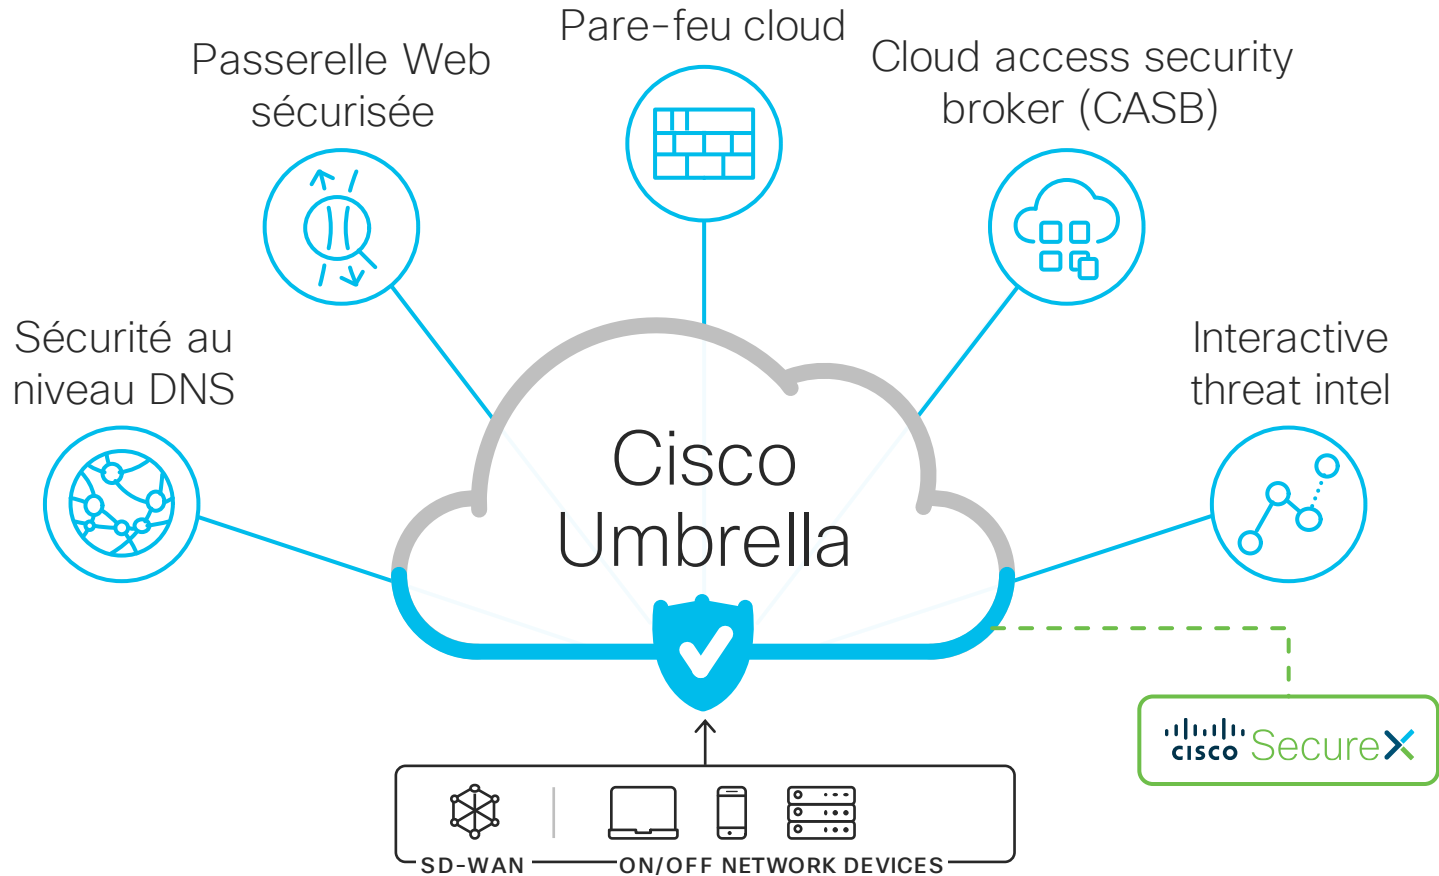 Pare-feu cloud
Passerelle Web
sécurisée
Cloud access security
broker (CASB)
Sécurité au
niveau DNS
Interactive
threat intel
Cisco
Umbrella
CISCO SecureX
SD-WAN
ON/OFF NETWORK DEVICES